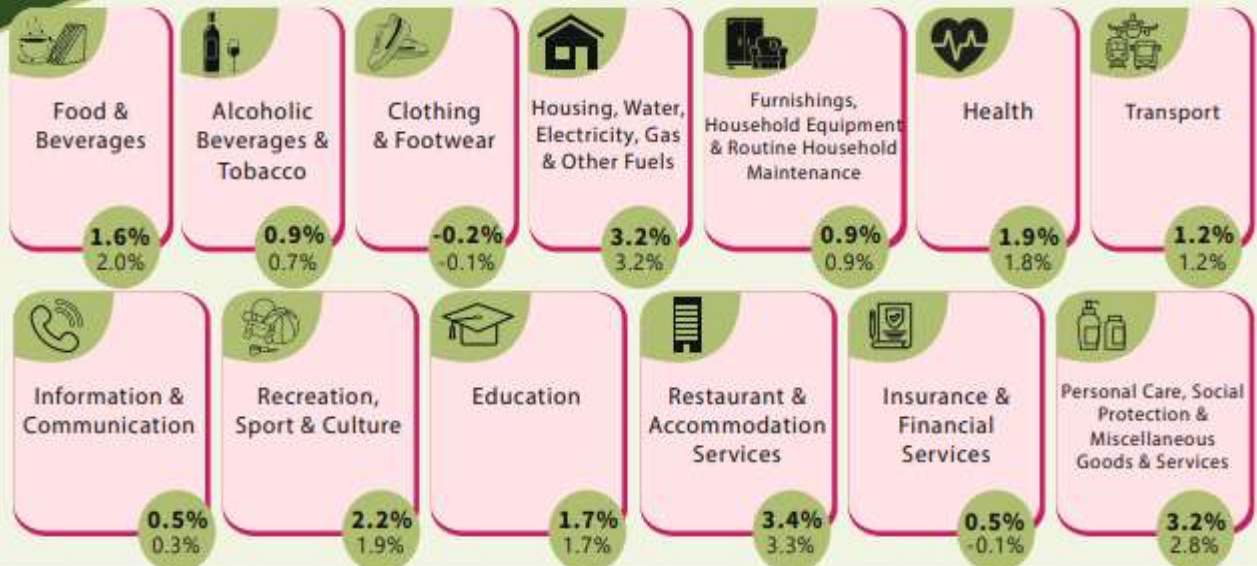 Food &
Beverages
1.6%
2.0%
Alcoholic
Beverages &
Tobacco
0.9%
0.7%
Clothing
& Footwear
-0.2%
-0.1%
Housing, Water,
Electricity, Gas
& Other Fuels
3.2%
3.2%
Furnishings,
Household Equipment
& Routine Household
Maintenance
0.9%
0.9%
Health
1.9%
1.8%
Transport
1.2%
1.2%
Information &
Communication
0.5%
0.3%
Recreation,
Sport & Culture
2.2%
1.9%
Education
1.7%
1.7%
Restaurant &
Accommodation
Services
3.4%
3.3%
Insurance &
Financial
Services
0.5%
-0.1%
Personal Care, Social
Protection &
Miscellaneous
Goods & Services
3.2%
2.8%